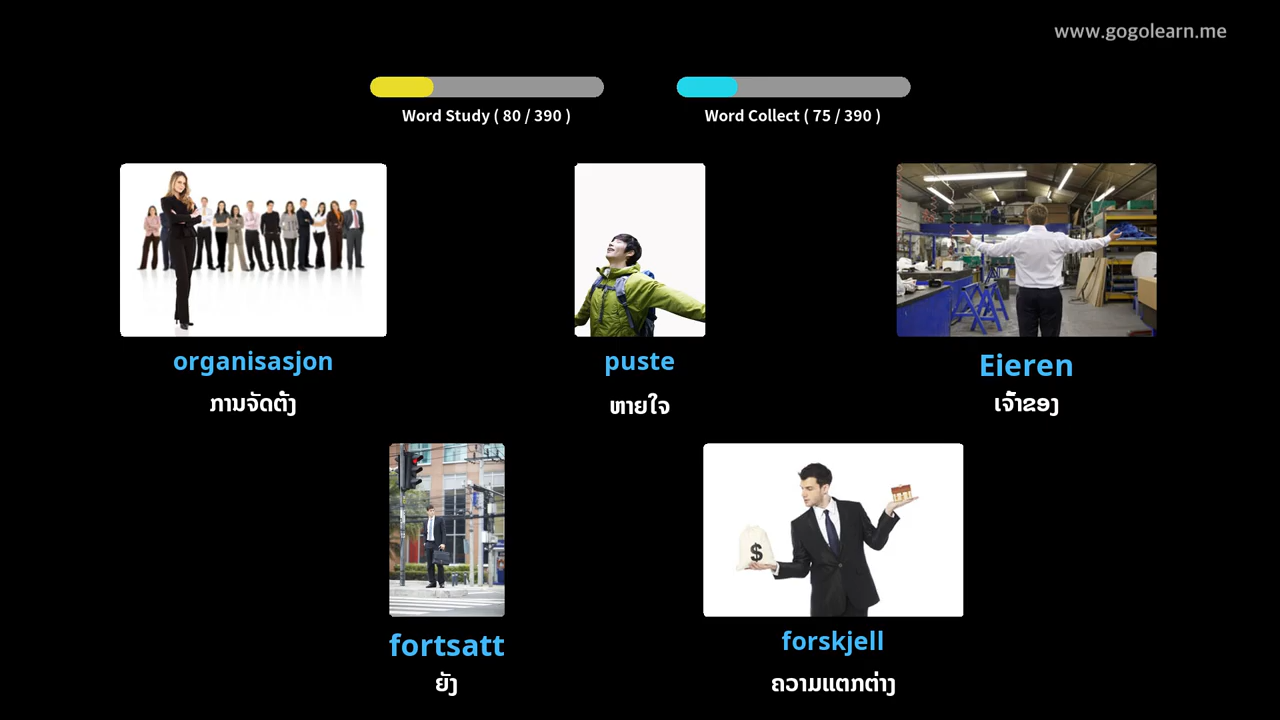 www.gogolearn.me
Word Study ( 80 / 390 )
Word Collect ( 75 / 390 )
organisasjon
ການຈັດຕັ້ງ
puste
ຫາຍໃຈ
Eieren
ເຈົ້າຂອງ
fortsatt
ຍັງ
forskjell
ຄວາມແຕກຕ່າງ
$